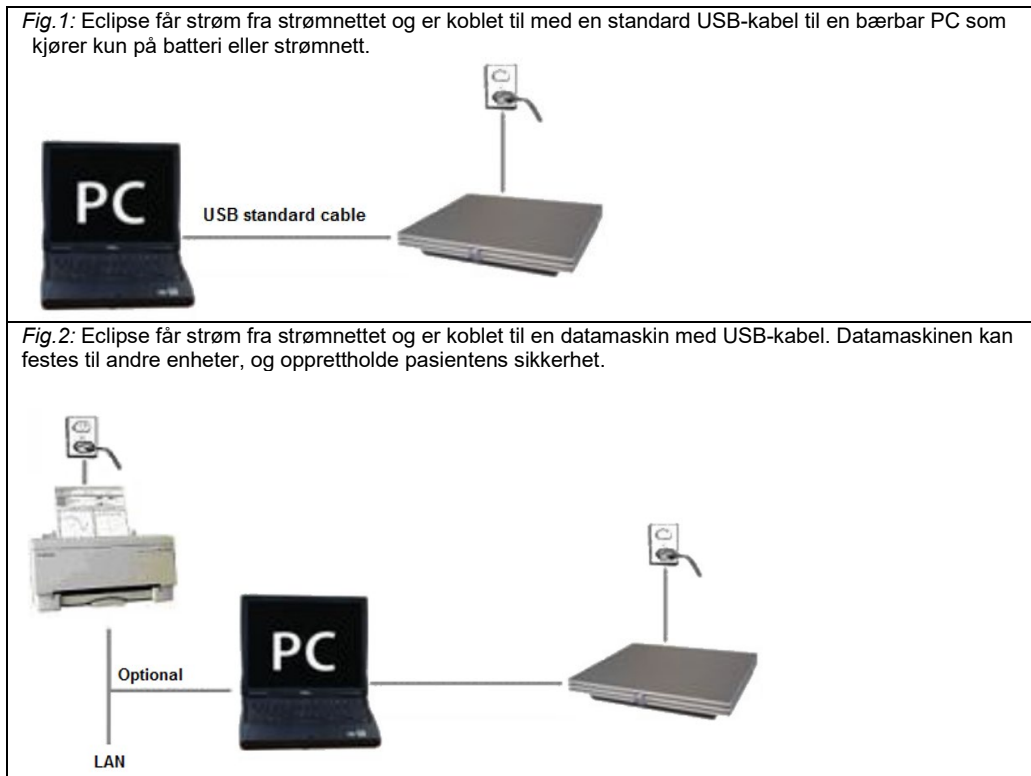 Fig.1: Eclipse får strøm fra strømnettet og er koblet til med en standard USB-kabel til en bærbar PC som
kjører kun på batteri eller strømnett.
PC
USB standard cable
Fig.2: Eclipse får strøm fra strømnettet og er koblet til en datamaskin med USB-kabel. Datamaskinen kan
festes til andre enheter, og opprettholde pasientens sikkerhet.
PC
Optional
LAN